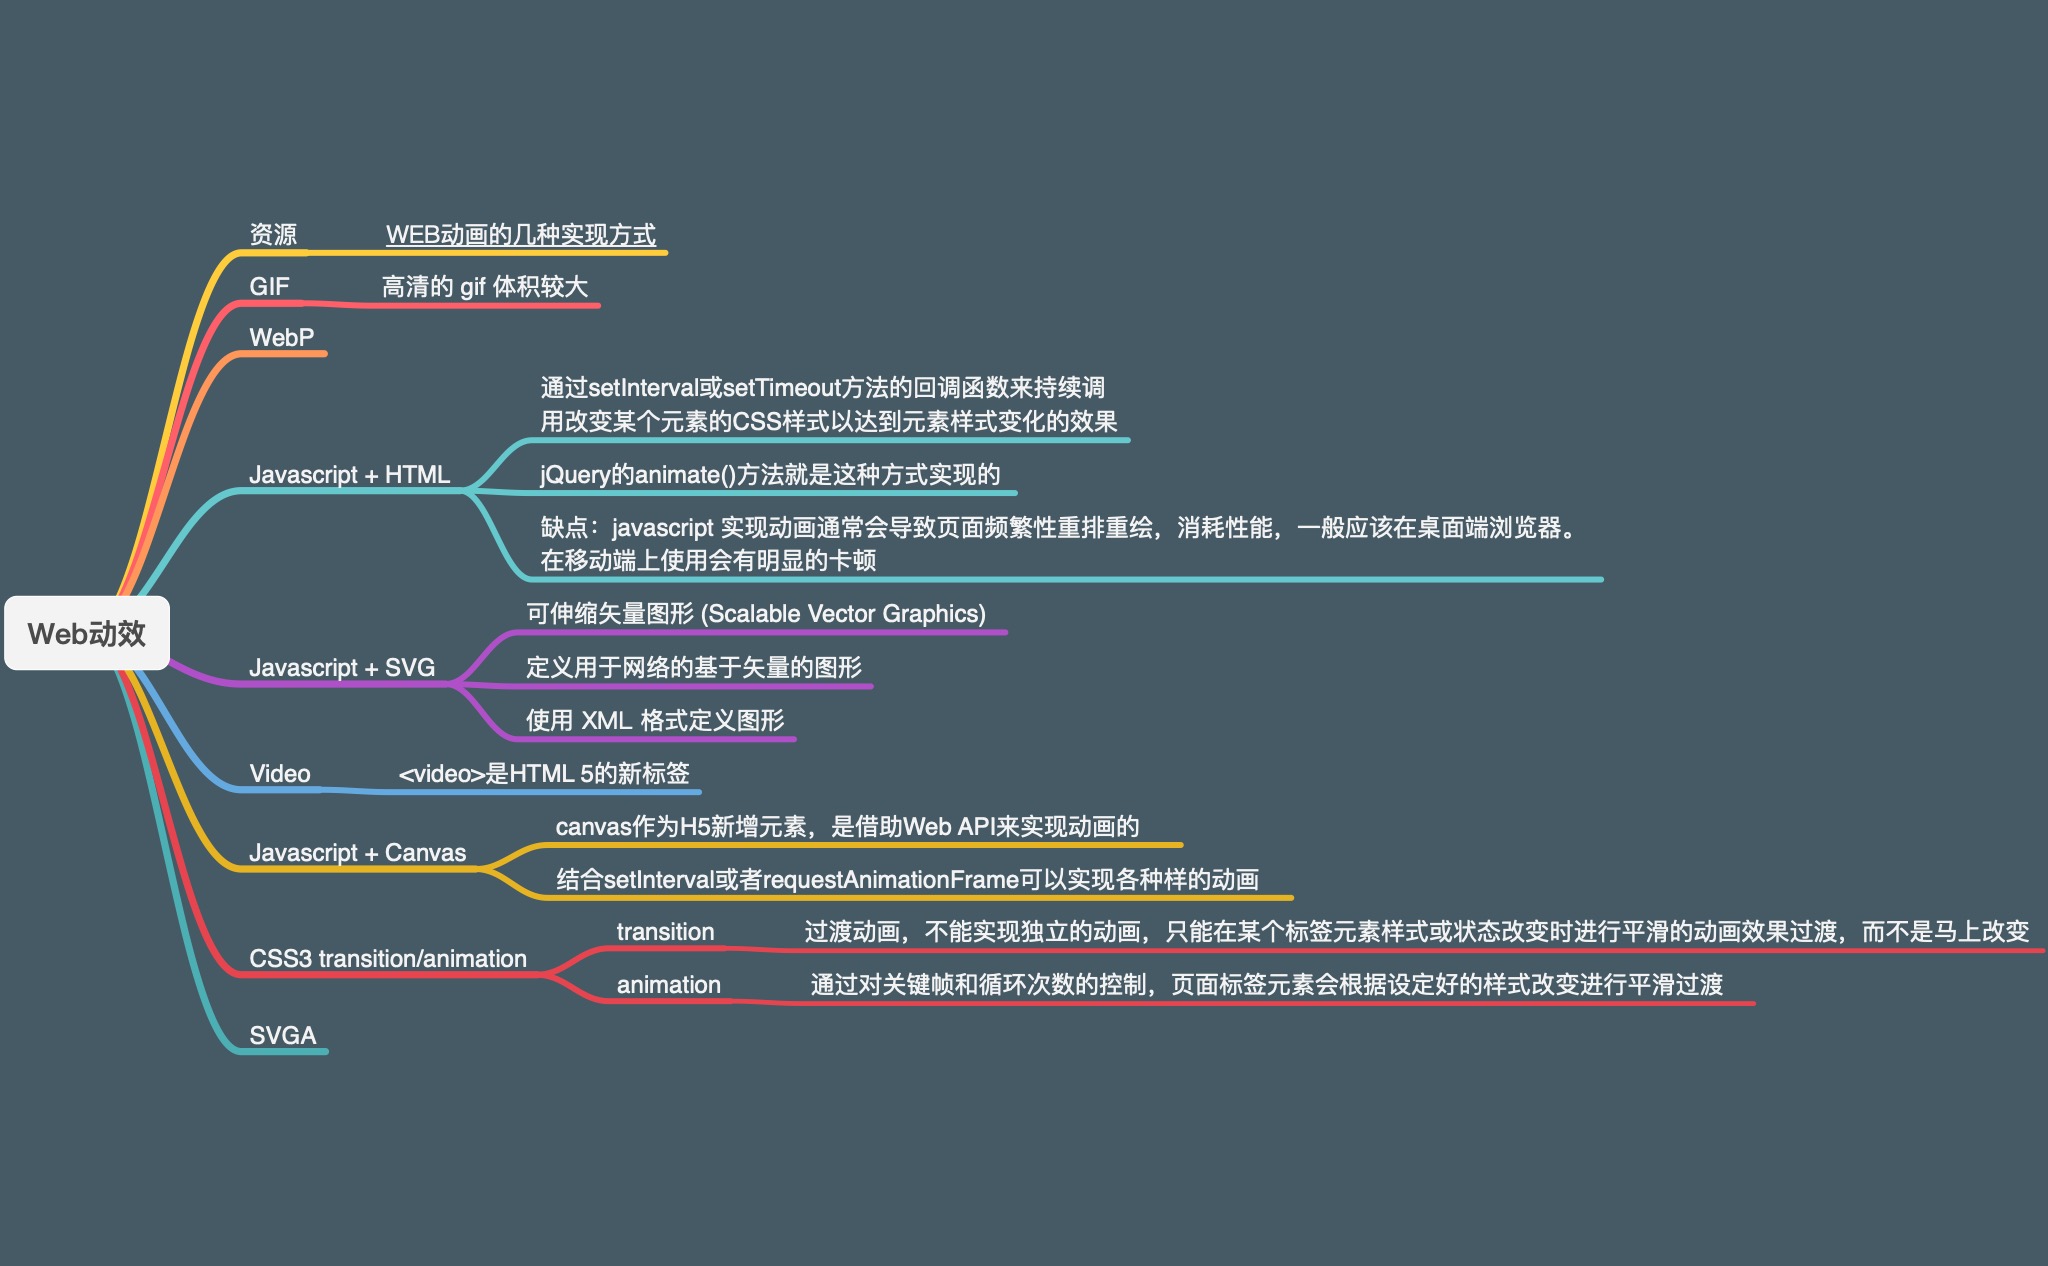 资源
WEB动画的几种实现方式
GIF
高清的 gif 体积较大
WebP
Javascript + HTML
通过setInterval或setTimeout方法的回调函数来持续调
用改变某个元素的CSS样式以达到元素样式变化的效果
jQuery的animate()方法就是这种方式实现的
缺点：javascript 实现动画通常会导致页面频繁性重排重绘，消耗性能，一般应该在桌面端浏览器。
在移动端上使用会有明显的卡顿
Web动效
Javascript + SVG
可伸缩矢量图形 (Scalable Vector Graphics)
定义用于网络的基于矢量的图形
使用 XML 格式定义图形
Video
<video>是HTML 5的新标签
Javascript + Canvas
canvas作为H5新增元素，是借助Web API来实现动画的
结合setInterval或者requestAnimationFrame可以实现各种样的动画
CSS3 transition/animation
transition
过渡动画，不能实现独立的动画，只能在某个标签元素样式或状态改变时进行平滑的动画效果过渡，而不是马上改变
animation
通过对关键帧和循环次数的控制，页面标签元素会根据设定好的样式改变进行平滑过渡
SVGA